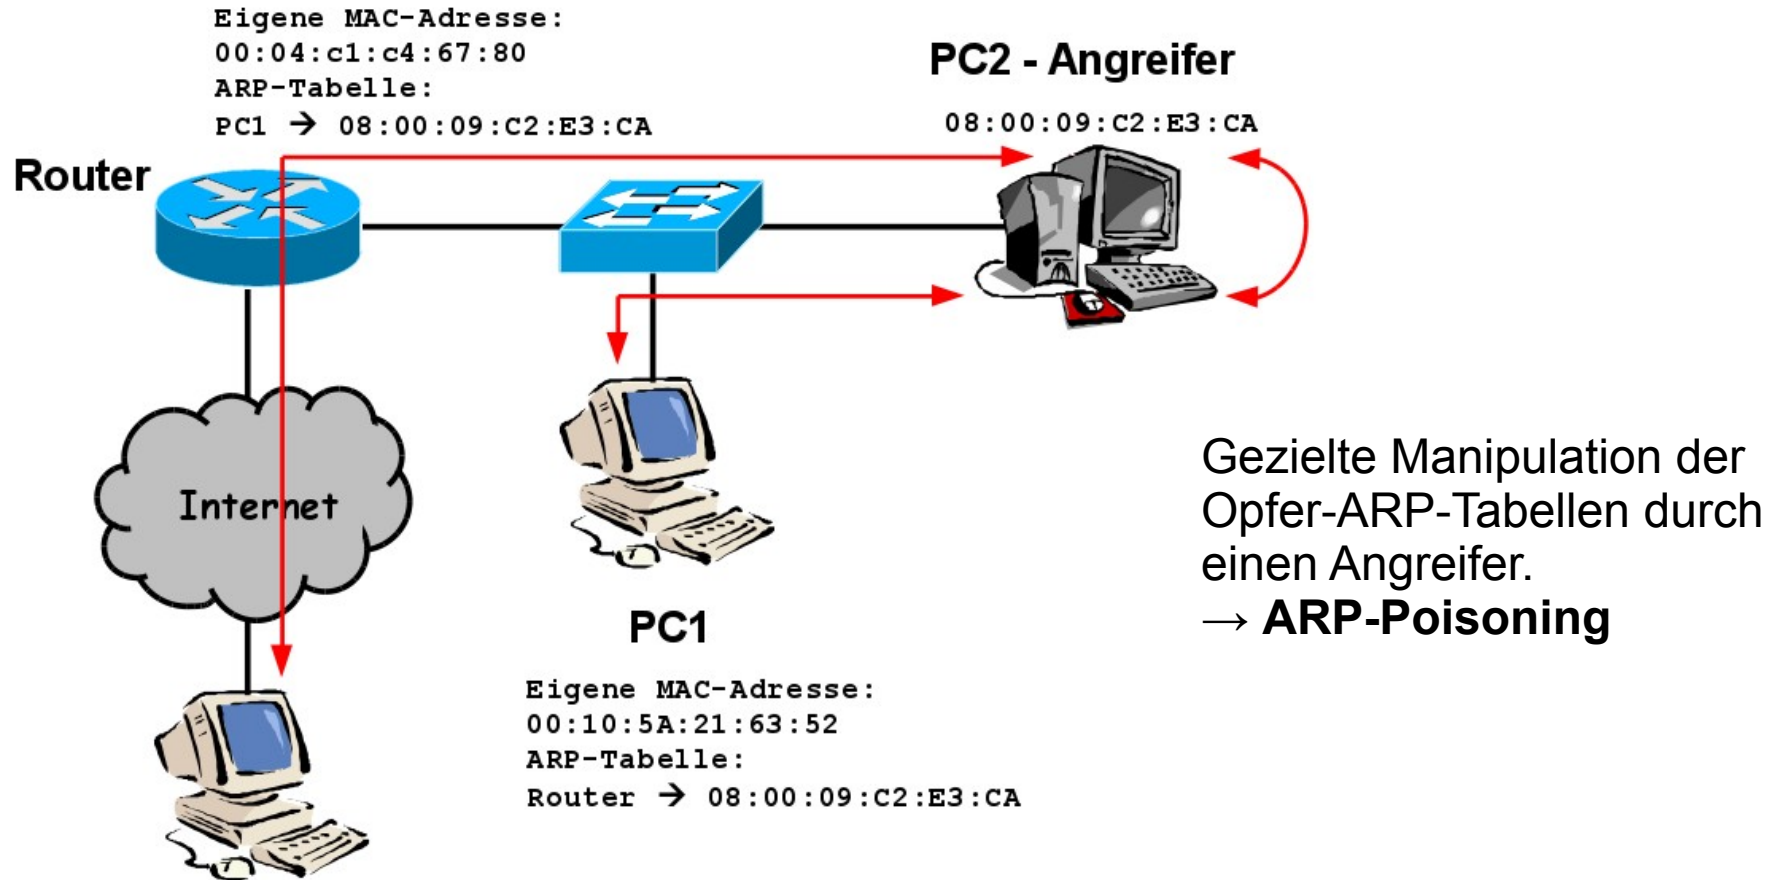 Eigene MAC-Adresse:
00:04:c1:c4:67:80
ARP-Tabelle:
PC1 → 08:00:09:C2:E3:CA
PC2 - Angreifer
08:00:09:C2:E3:CA
Router
Internet
PC1
Eigene MAC-Adresse:
00:10:5A:21:63:52
ARP-Tabelle:
Router → 08:00:09:C2:E3:CA
Gezielte Manipulation der
Opfer-ARP-Tabellen durch
einen Angreifer.
→ ARP-Poisoning